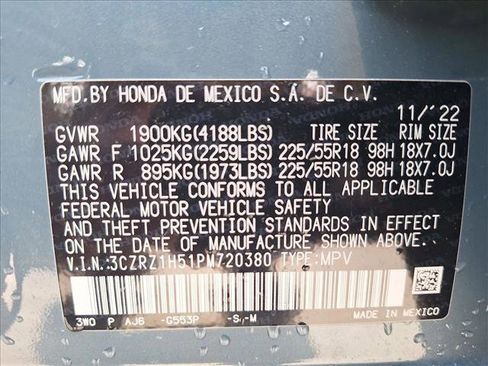 MFD.BY HONDA DE MEXICO S.A. DE C.V.
11/'22
GVWR 1900KG(4188LBS) TIRE SIZE RIM SIZE
GAWR F 1025KG(2259LBS) 225/55R18 98H 18X7.0J
GAWR R 895KG(1973LBS) 225/55R18 98H 18X7.0J
THIS VEHICLE CONFORMS TO ALL APPLICABLE
FEDERAL MOTOR VEHICLE SAFETY
AND THEFT PREVENTION STANDARDS IN EFFECT
ON THE DATE OF MANUFACTURE SHOWN ABOVE.
V.I.N.:3CZRZ1H51PM720380 TYPE:MPV
3W0 P AJB -G553P -S,-M
MADE IN MEXICO